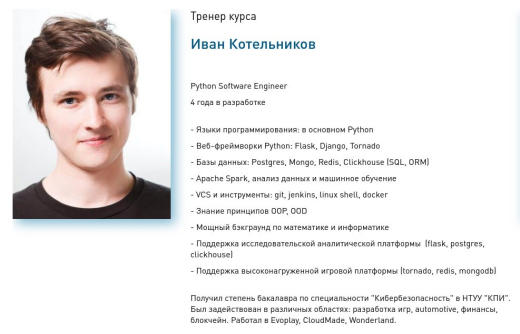 Тренер курса
Иван Котельников
Python Software Engineer
4 года в разработке
- Языки программирования: в основном Python
- Веб-фреймворки Python: Flask, Django, Tornado
- Базы данных: Postgres, Mongo, Redis, Clickhouse (SQL, ORM)
- Apache Spark, анализ данных и машинное обучение
- VCS и инструменты: git, jenkins, linux shell, docker
- Знание принципов OOP, OOD
- Мощный бэкграунд по математике и информатике
- Поддержка исследовательской аналитической платформы (flask, postgres,
clickhouse)
- Поддержка высоконагруженной игровой платформы (tornado, redis, mongodb)
Получил степень бакалавра по специальности "Кибербезопасность" в НТУУ "КПИ".
Был задействован в различных областях: разработка игр, automotive, финансы,
блокчейн. Работал в Evoplay, CloudMade, Wonderland.